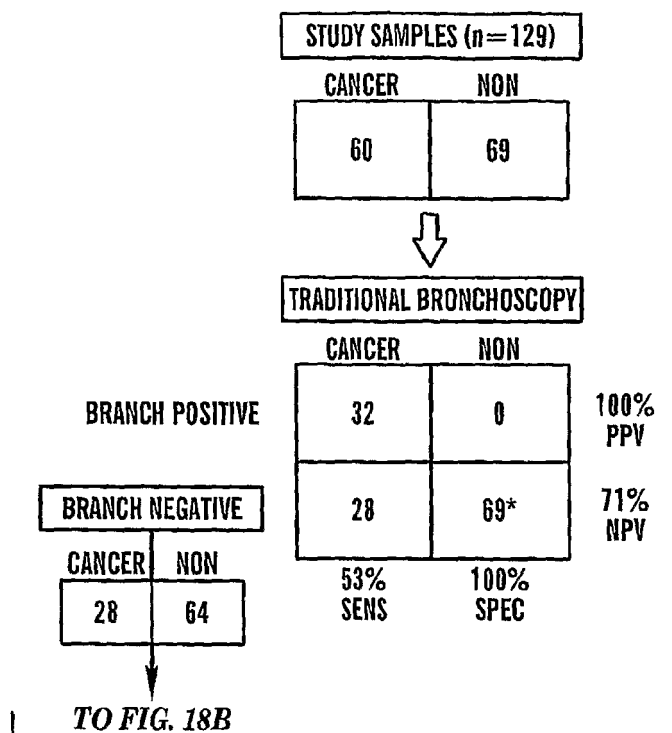 STUDY SAMPLES (n=129)
CANCER NON
60 69
TRADITIONAL BRONCHOSCOPY
CANCER NON
BRANCH POSITIVE 32 0 100% PPV
28 69* 71% NPV
53% SENS 100% SPEC
BRANCH NEGATIVE
CANCER NON
28 64
TO FIG. 18B